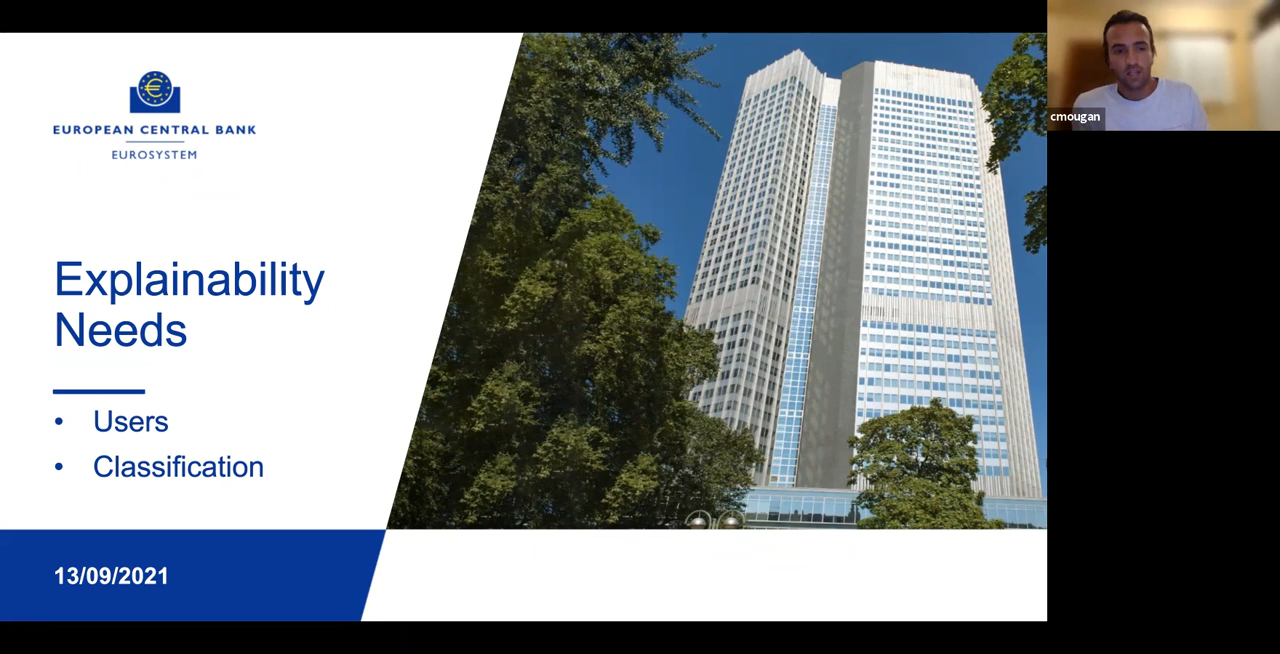 EUROPEAN CENTRAL BANK
EUROSYSTEM
Explainability
Needs
• Users
• Classification
13/09/2021
cmougan